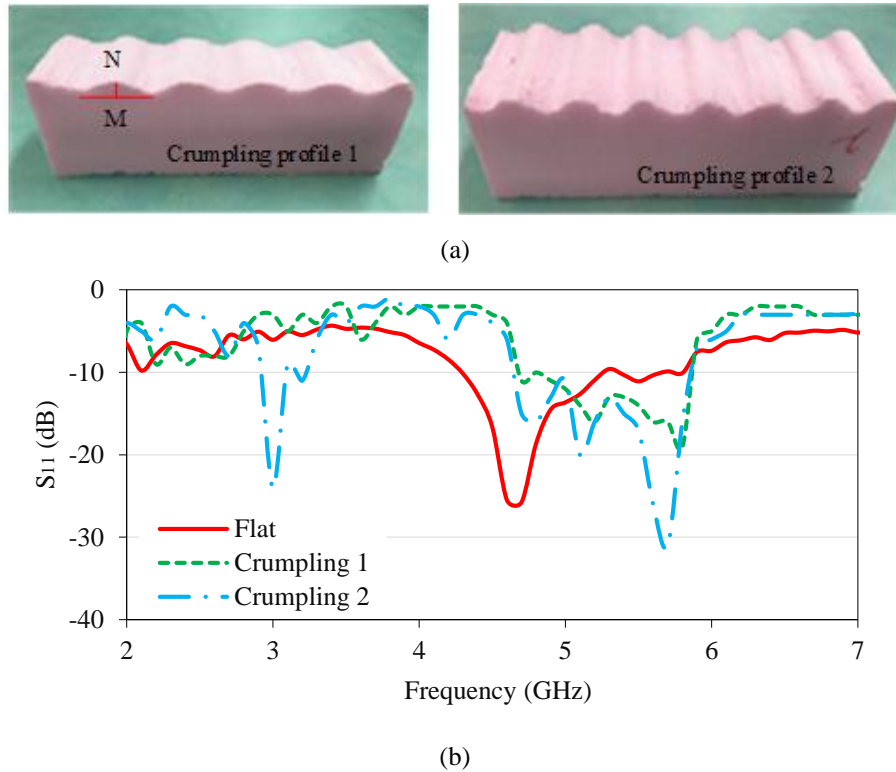 N
M
Crumpling profile 1
Crumpling profile 2
(a)
0
-10
-20
-30
-40
S11 (dB)
Flat
Crumpling 1
Crumpling 2
2 3 4 5 6 7
Frequency (GHz)
(b)